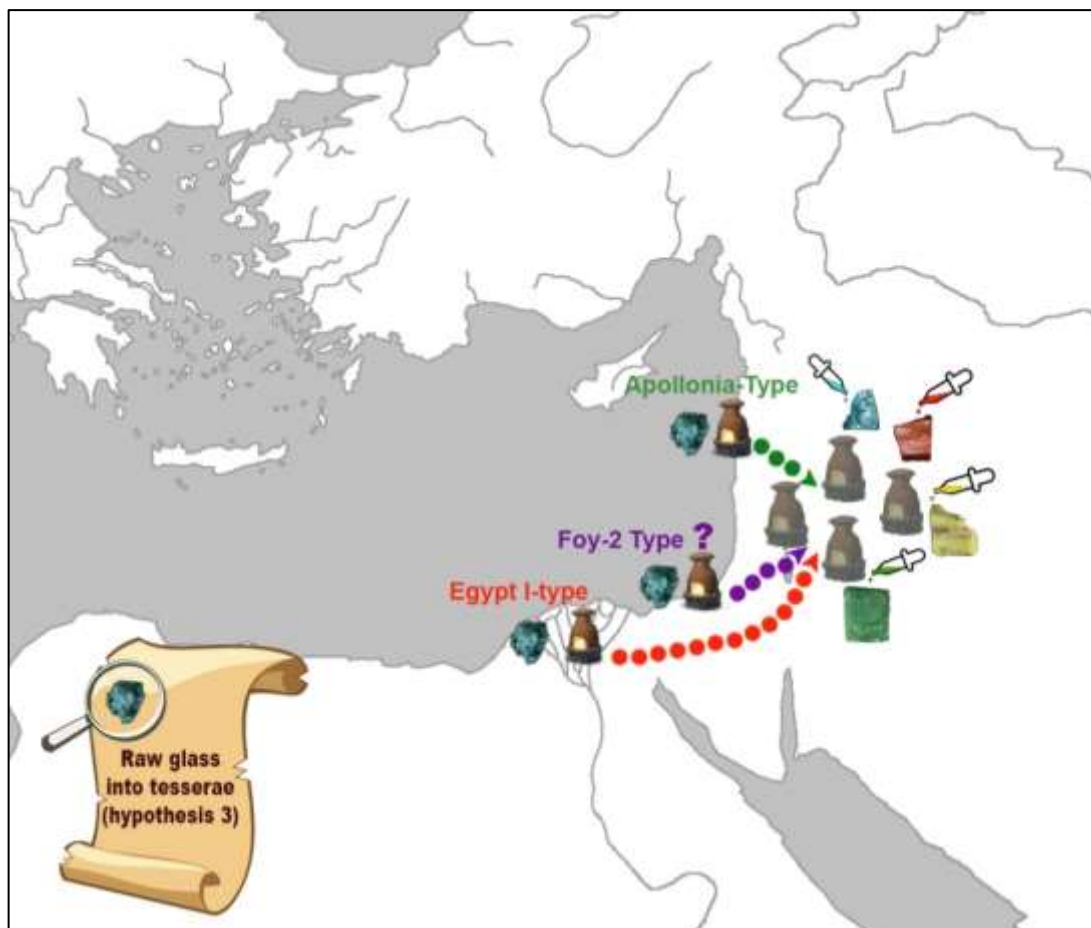 Apollonia-Type
Foy-2 Type ?
Egypt I-type
Raw glass
into tesserae
(hypothesis 3)